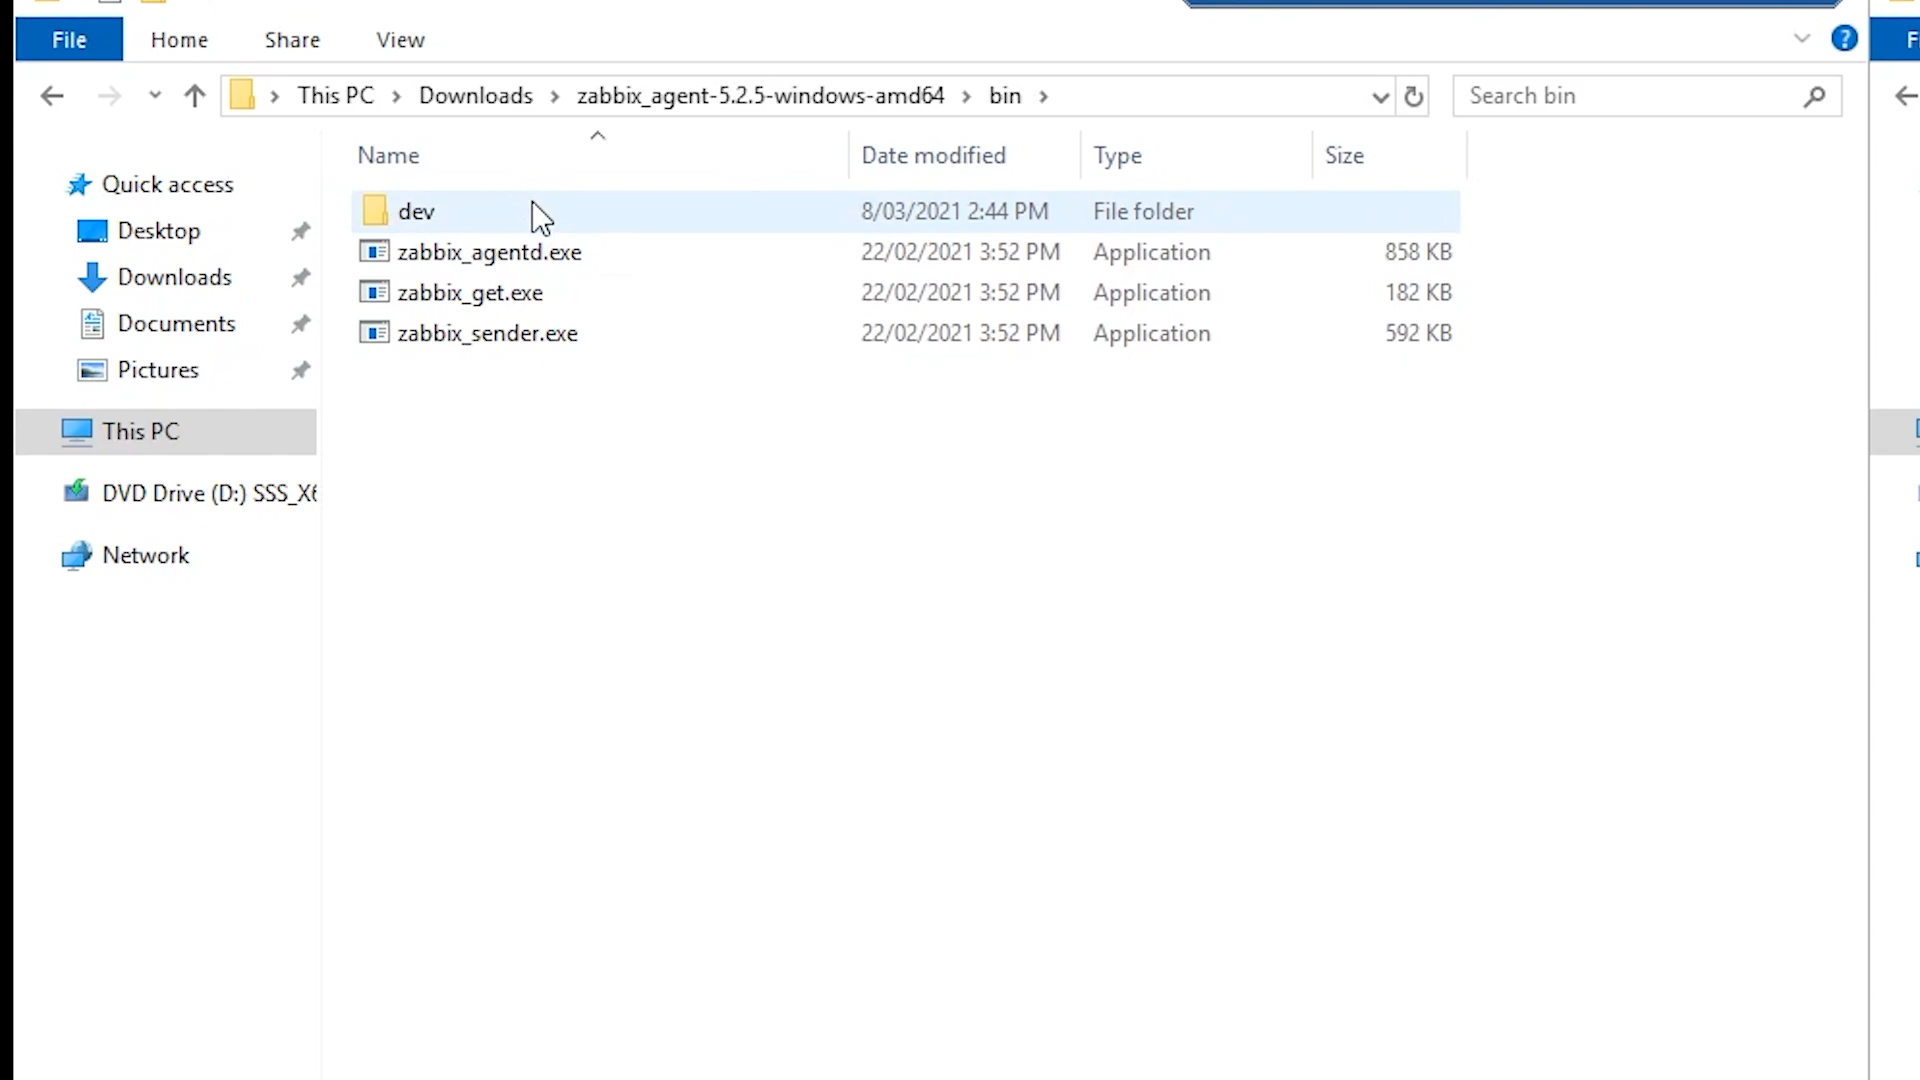 File Home Share View ? F
This PC Downloads zabbix_agent-5.2.5-windows-amd64 bin Search bin
Name Date modified Type Size
Quick access
Desktop
Downloads
Documents
Pictures
This PC
DVD Drive (D:) SSS_X6
Network
dev 8/03/2021 2:44 PM File folder
zabbix_agentd.exe 22/02/2021 3:52 PM Application 858 KB
zabbix_get.exe 22/02/2021 3:52 PM Application 182 KB
zabbix_sender.exe 22/02/2021 3:52 PM Application 592 KB